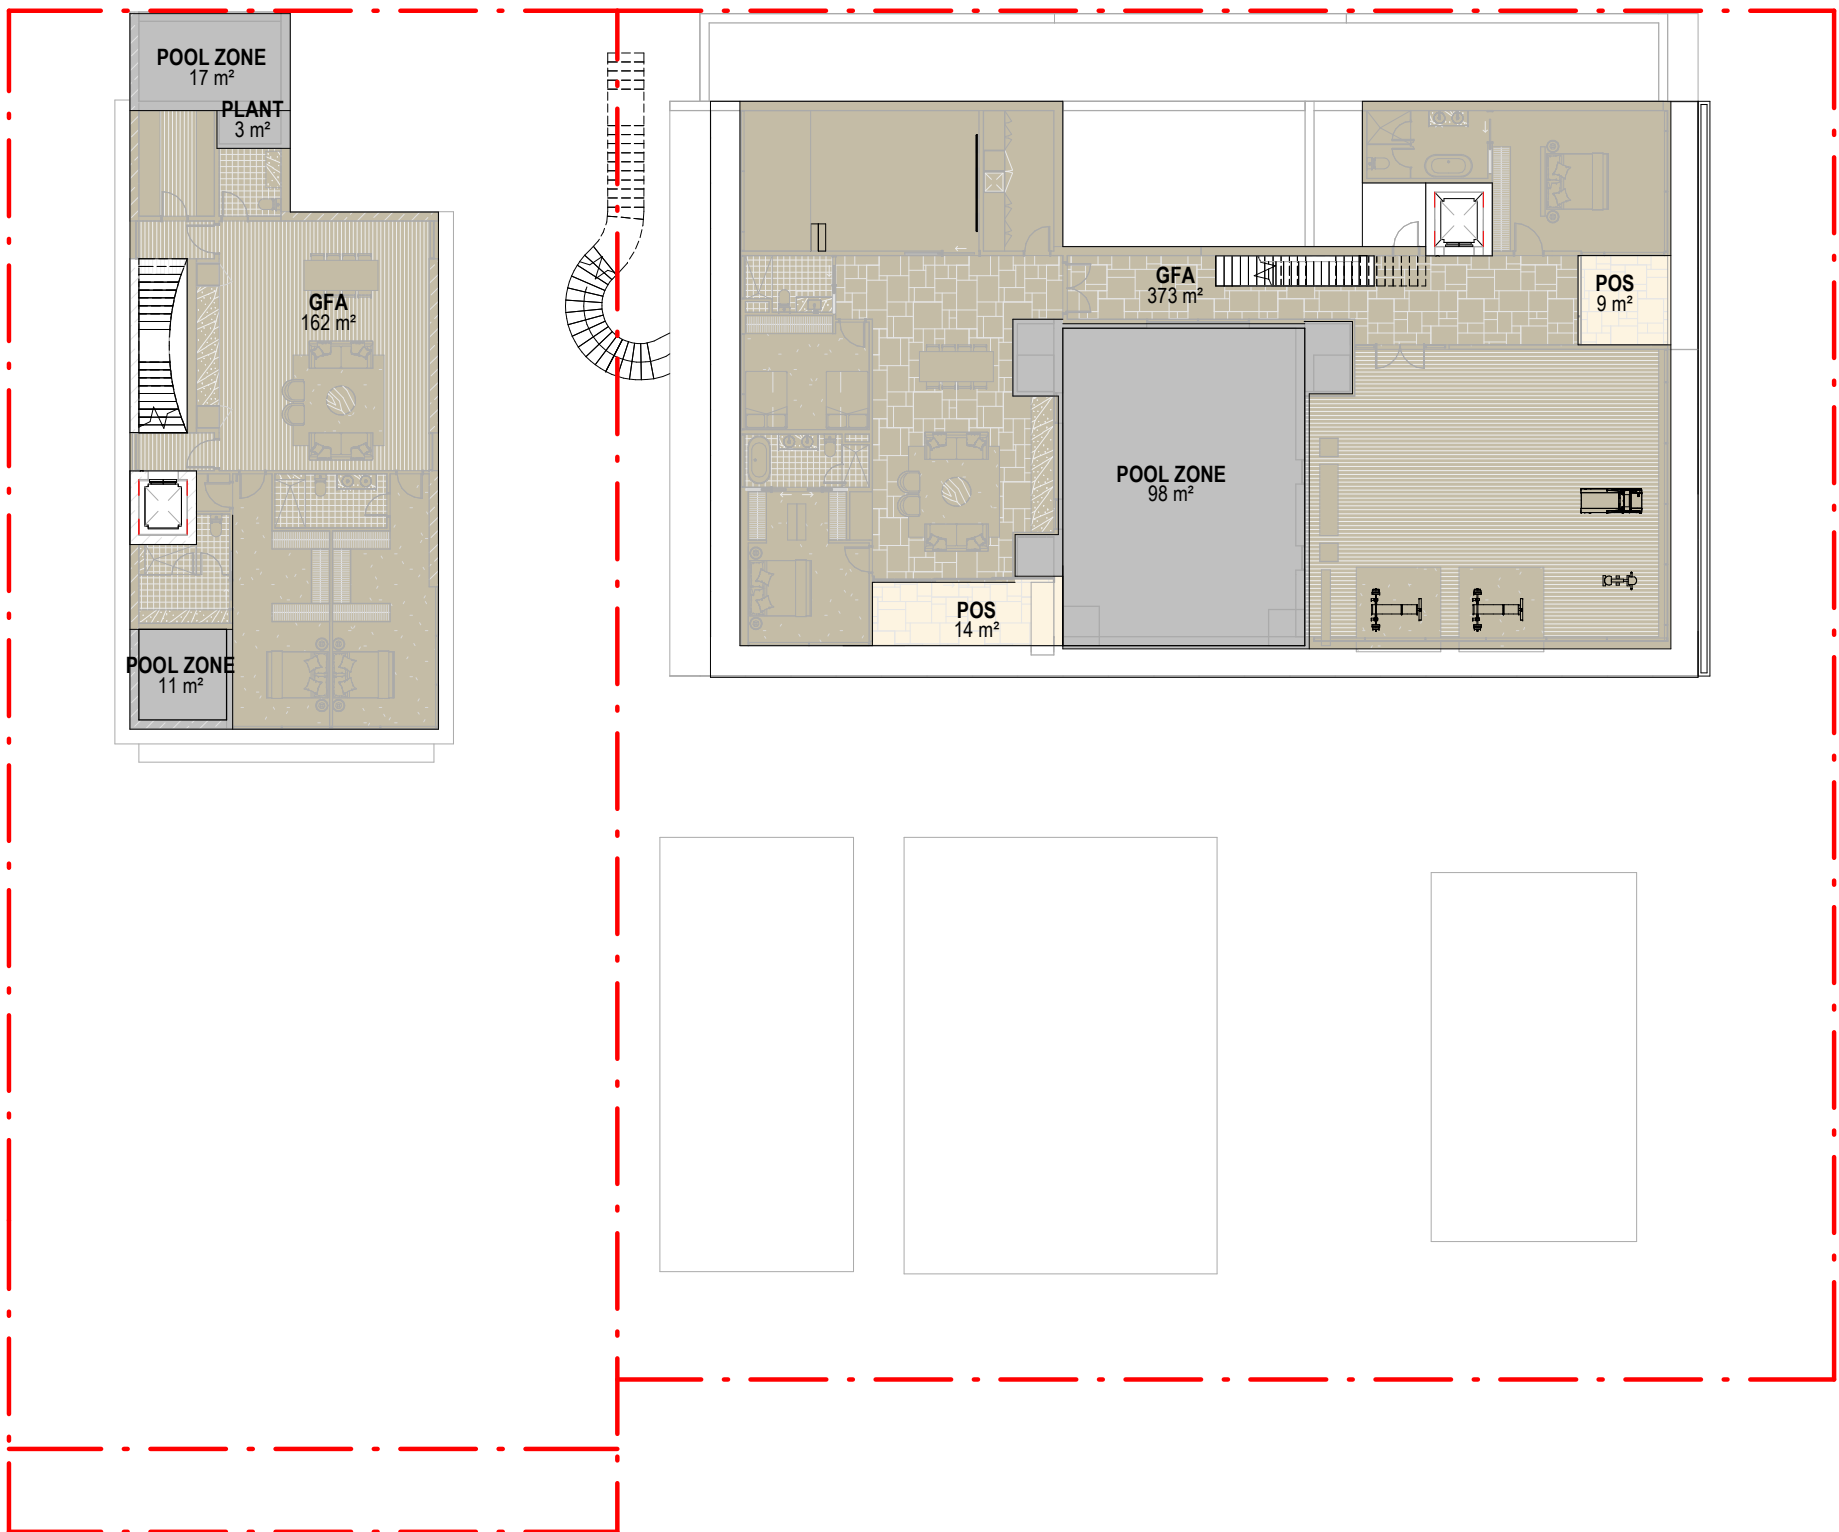 POOL ZONE
17 m²
PLANT
3 m²
GFA
162 m²
POOL ZONE
11 m²
GFA
373 m²
POS
9 m²
POOL ZONE
98 m²
POS
14 m²